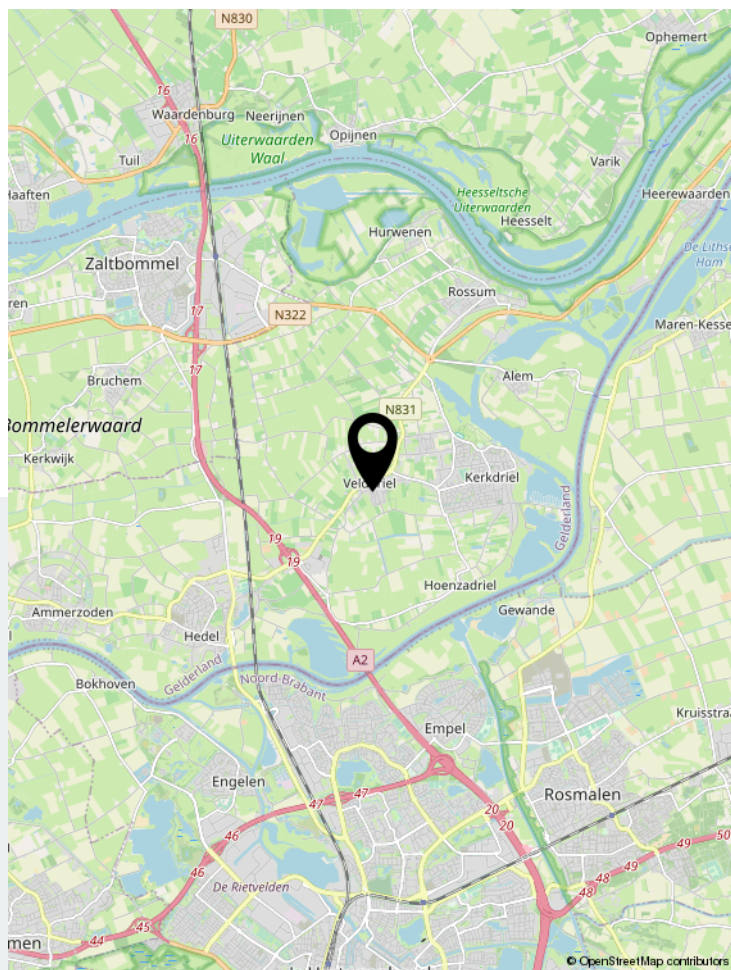 N830
Ophemert
16
Waardenburg
Neerijnen
16
Opijnen
Uiterwaarden
Waal
Tuil
Varik
Haaften
Heesseltsche
Uiterwaarden
Heerewaarden
Heesselt
Hurwenen
De Lithse
Ham
Zaltbommel
Rossum
17
N322
Maren-Kesse
17
Alem
Bruchem
N831
Bommelerwaard
Kerkwijk
Kerkdriel
Gelderland
19
19
Hoenzadriel
Gewande
Ammerzoden
Hedel
A2
Gelderland
Noord-Brabant
Bokhoven
Kruisstraa
Empel
Engelen
Rosmalen
47
47
20
20
46
46
50
49
49
48
48
De Rietvelden
45
44
men
© OpenStreetMap contributors